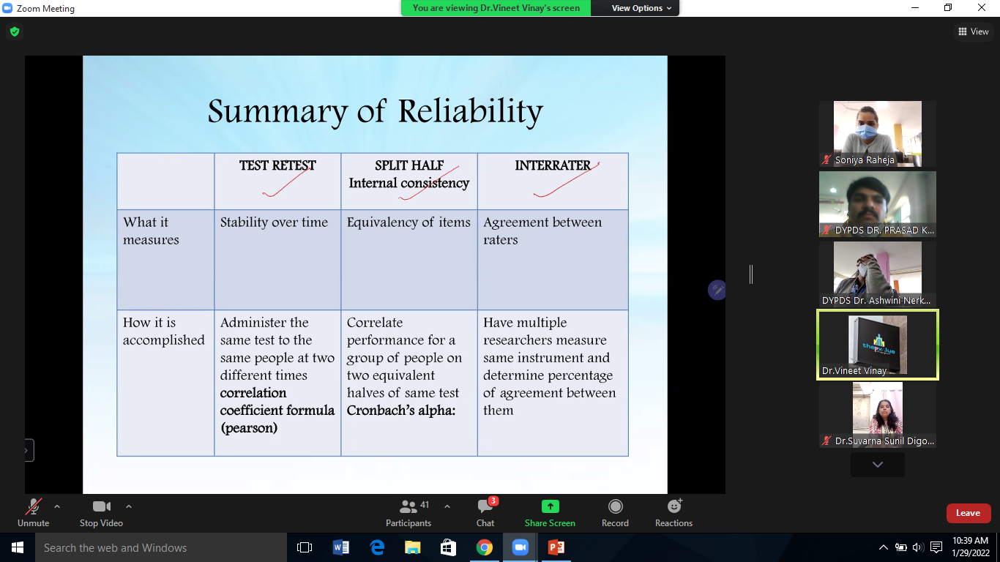 Zoom Meeting
You are viewing Dr.Vineet Vinay's screen
View Options
View
Summary of Reliability
TEST RETEST
SPLIT HALF
Internal consistency
INTERRATER
What it
measures
Stability over time
Equivalency of items
Agreement between
raters
How it is
accomplished
Administer the
same test to the
same people at two
different times
correlation
coefficient formula
(pearson)
Correlate
performance for a
group of people on
two equivalent
halves of same test
Cronbach's alpha:
Have multiple
researchers measure
same instrument and
determine percentage
of agreement between
them
Soniya Raheja
DYPDS DR. PRASAD K...
DYPDS Dr. Ashwini Nerk...
thepvalue
Dr.Vineet Vinay
Dr.Suvarna Sunil Digo...
Unmute
Stop Video
41
Participants
3
Chat
Share Screen
Record
Reactions
Leave
Search the web and Windows
10:39 AM
1/29/2022